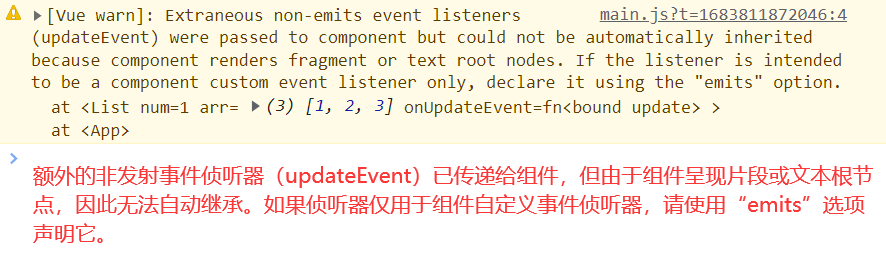 [Vue warn]: Extraneous non-emits event listeners main.js?t=1683811872046:4
(updateEvent) were passed to component but could not be automatically inherited
because component renders fragment or text root nodes. If the listener is intended
to be a component custom event listener only, declare it using the "emits" option.
at <List num=1 arr= (3) [1, 2, 3] onUpdateEvent=fn<bound update> >
at <App>
额外的非发射事件侦听器（updateEvent）已传递给组件，但由于组件呈现片段或文本根节
点，因此无法自动继承。如果侦听器仅用于组件自定义事件侦听器，请使用“emits”选项
声明它。